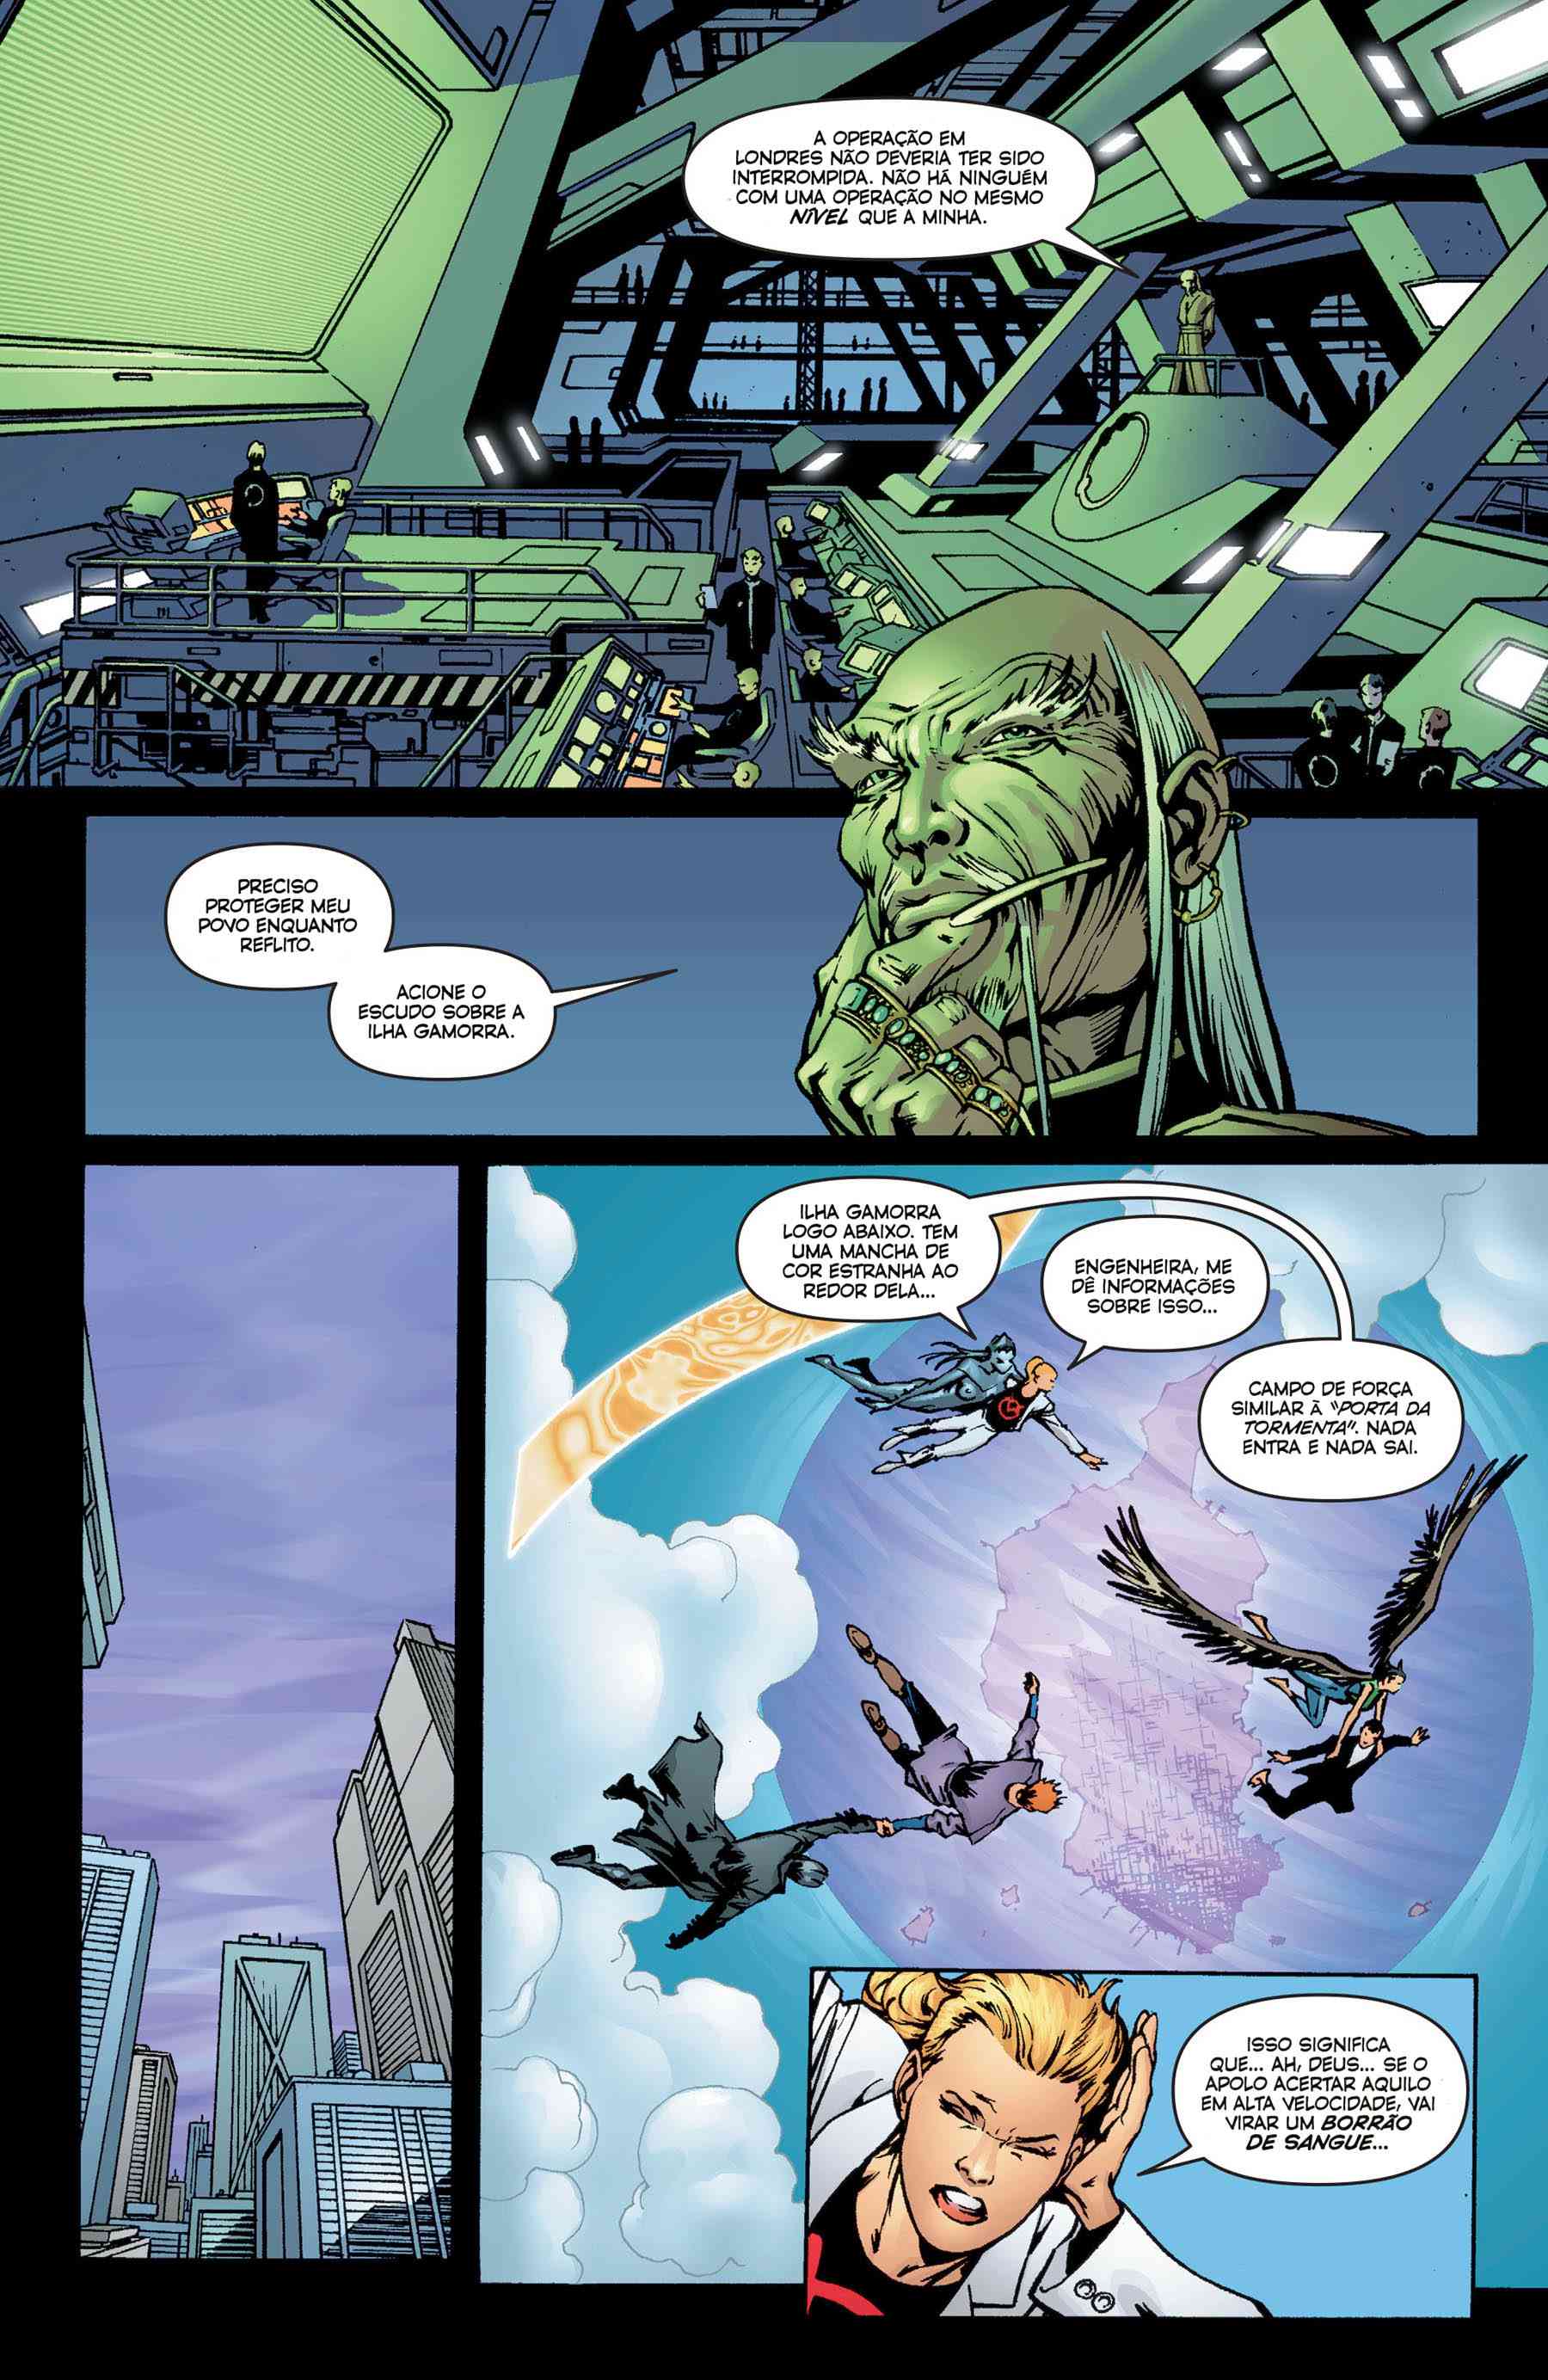 A OPERAÇÃO EM
LONDRES NÃO DEVERIA TER SIDO
INTERROMPIDA. NÃO HÁ NINGUÉM
COM UMA OPERAÇÃO NO MESMO
NÍVEL QUE A MINHA.
PRECISO
PROTEGER MEU
POVO ENQUANTO
REFLITO.
ACIONE O
ESCUDO SOBRE A
ILHA GAMORRA.
ILHA GAMORRA
LOGO ABAIXO. TEM
UMA MANCHA DE
COR ESTRANHA AO
REDOR DELA...
ENGENHEIRA, ME
DÊ INFORMAÇÕES
SOBRE ISSO...
CAMPO DE FORÇA
SIMILAR À "PORTA DA
TORMENTA". NADA
ENTRA E NADA SAI.
ISSO SIGNIFICA
QUE... AH, DEUS... SE O
APOLO ACERTAR AQUILO
EM ALTA VELOCIDADE, VAI
VIRAR UM BORRÃO
DE SANGUE...